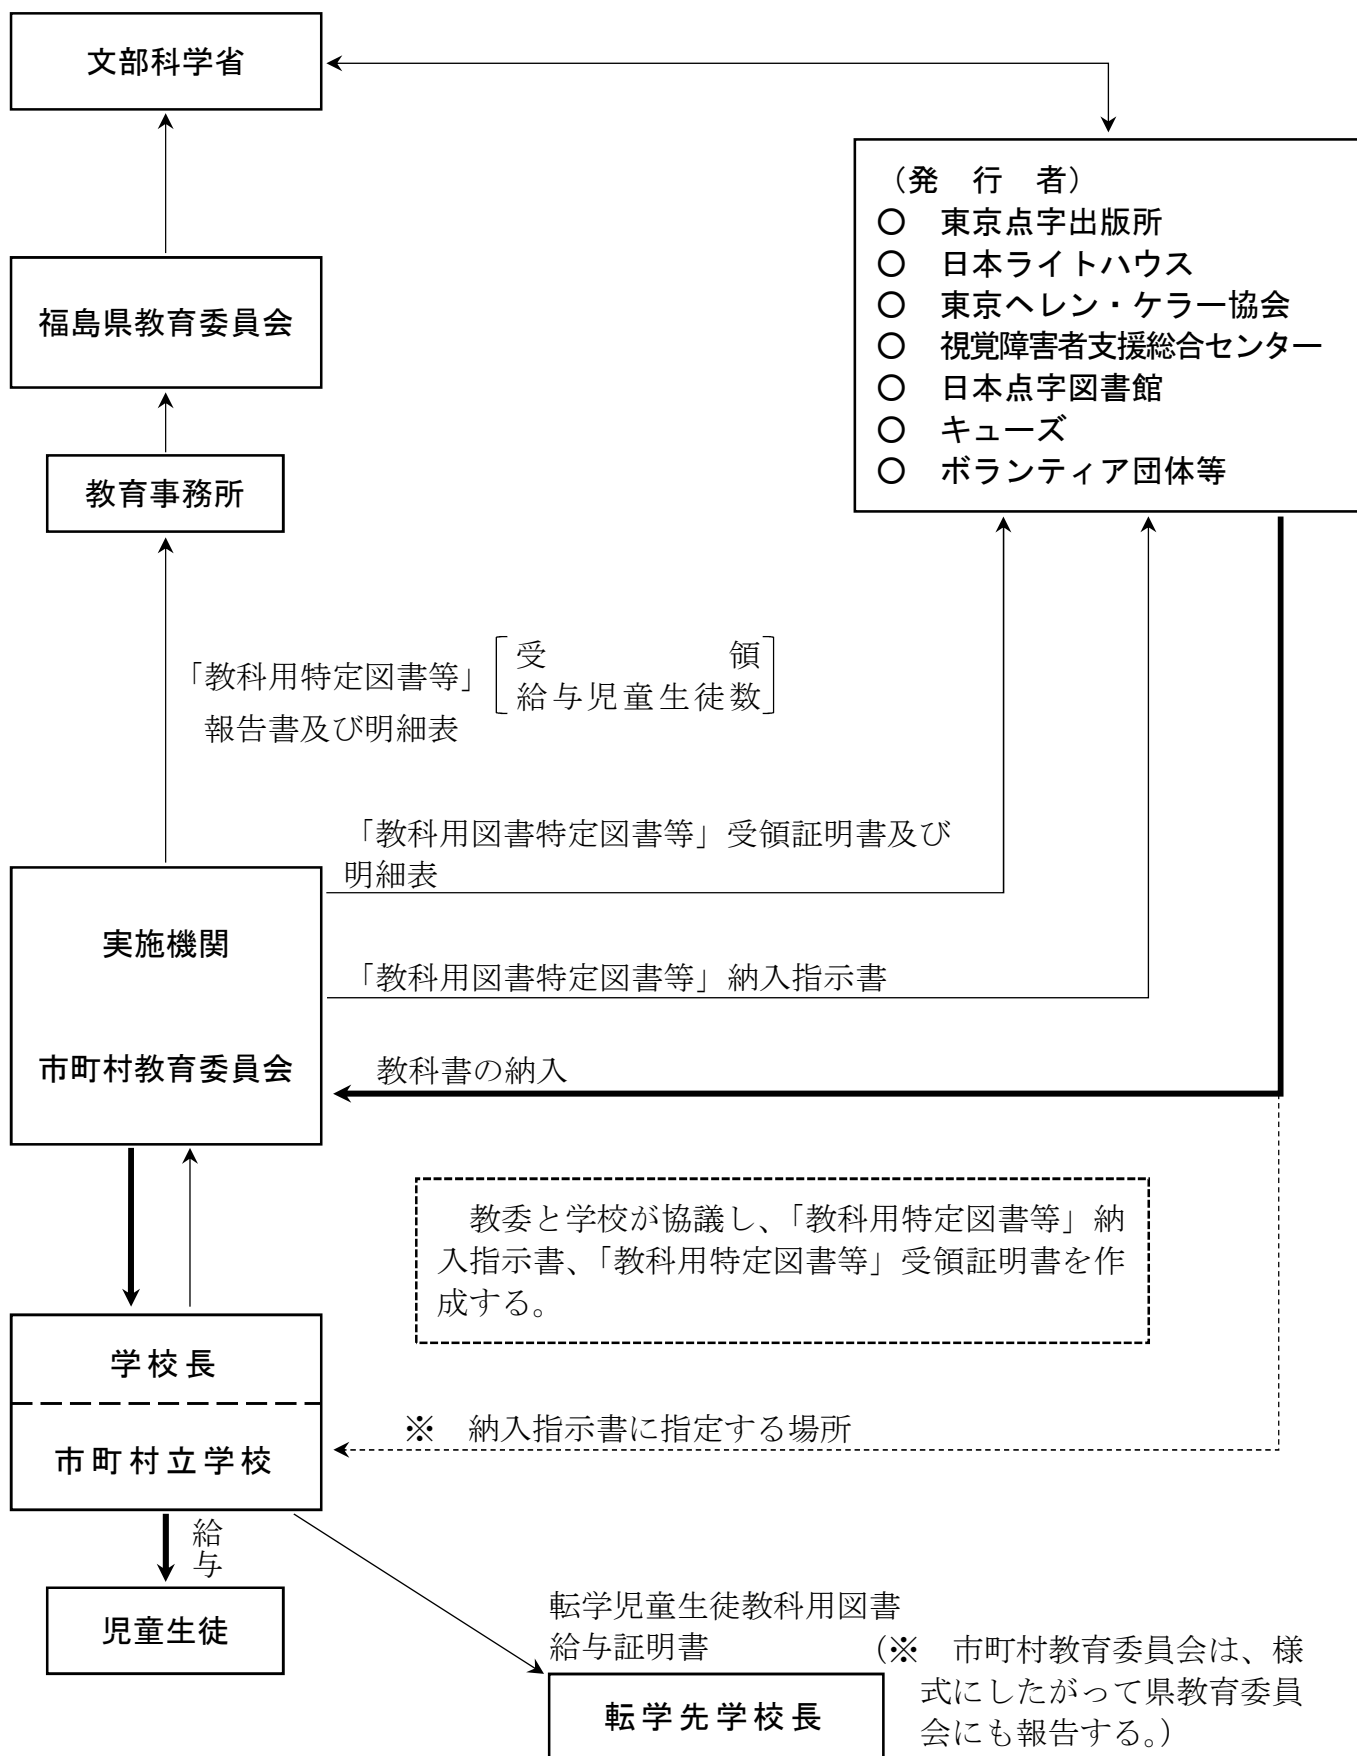 文部科学省
（発　行　者）
○　東京点字出版所
○　日本ライトハウス
○　東京ヘレン・ケラー協会
○　視覚障害者支援総合センター
○　日本点字図書館
○　キューズ
○　ボランティア団体等
福島県教育委員会
教育事務所
「教科用特定図書等」
受　　　　　領
給与児童生徒数
報告書及び明細表
「教科用図書特定図書等」受領証明書及び
明細表
実施機関
「教科用図書特定図書等」納入指示書
市町村教育委員会
教科書の納入
教委と学校が協議し、「教科用特定図書等」納
入指示書、「教科用特定図書等」受領証明書を作
成する。
学校長
※　納入指示書に指定する場所
市町村立学校
給与
児童生徒
転学児童生徒教科用図書
給与証明書
転学先学校長
（※　市町村教育委員会は、様
式にしたがって県教育委員
会にも報告する。）